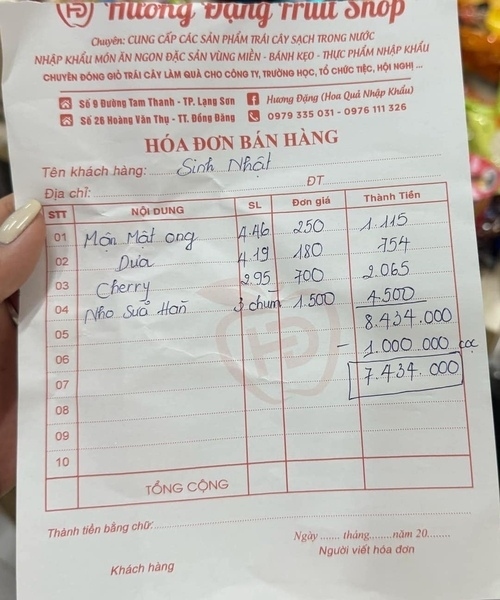 Hương Đặng Fruit Shop
Chuyên: CUNG CẤP CÁC SẢN PHẨM TRÁI CÂY SẠCH TRONG NƯỚC
NHẬP KHẨU MÓN ĂN NGON ĐẶC SẢN VÙNG MIỀN - BÁNH KẸO - THỰC PHẨM NHẬP KHẨU
CHUYÊN ĐÓNG GIỎ TRÁI CÂY LÀM QUÀ CHO CÔNG TY, TRƯỜNG HỌC, TỔ CHỨC TIỆC, HỘI NGHỊ ...
Số 9 Đường Tam Thanh - TP. Lạng Sơn Hương Đặng (Hoa Quả Nhập Khẩu)
Số 26 Hoàng Văn Thụ - TT. Đồng Đăng 0979 335 031 - 0976 111 326
HÓA ĐƠN BÁN HÀNG
Tên khách hàng: Sinh Nhật
Địa chỉ: ĐT
STT NỘI DUNG SL Đơn giá Thành Tiền
01 Mận Mật ong 4.46 250 1.115
02 Dưa 4.19 180 754
03 Cherry 2.95 700 2.065
04 Nho Sữa Hàn 3 chùm 1.500 4.500
05 8.434.000
06 - 1.000.000 cọc
07 7.434.000
08
09
10
TỔNG CỘNG
Thành tiền bằng chữ:
Ngày ...... tháng ........năm 20.......
Khách hàng Người viết hóa đơn